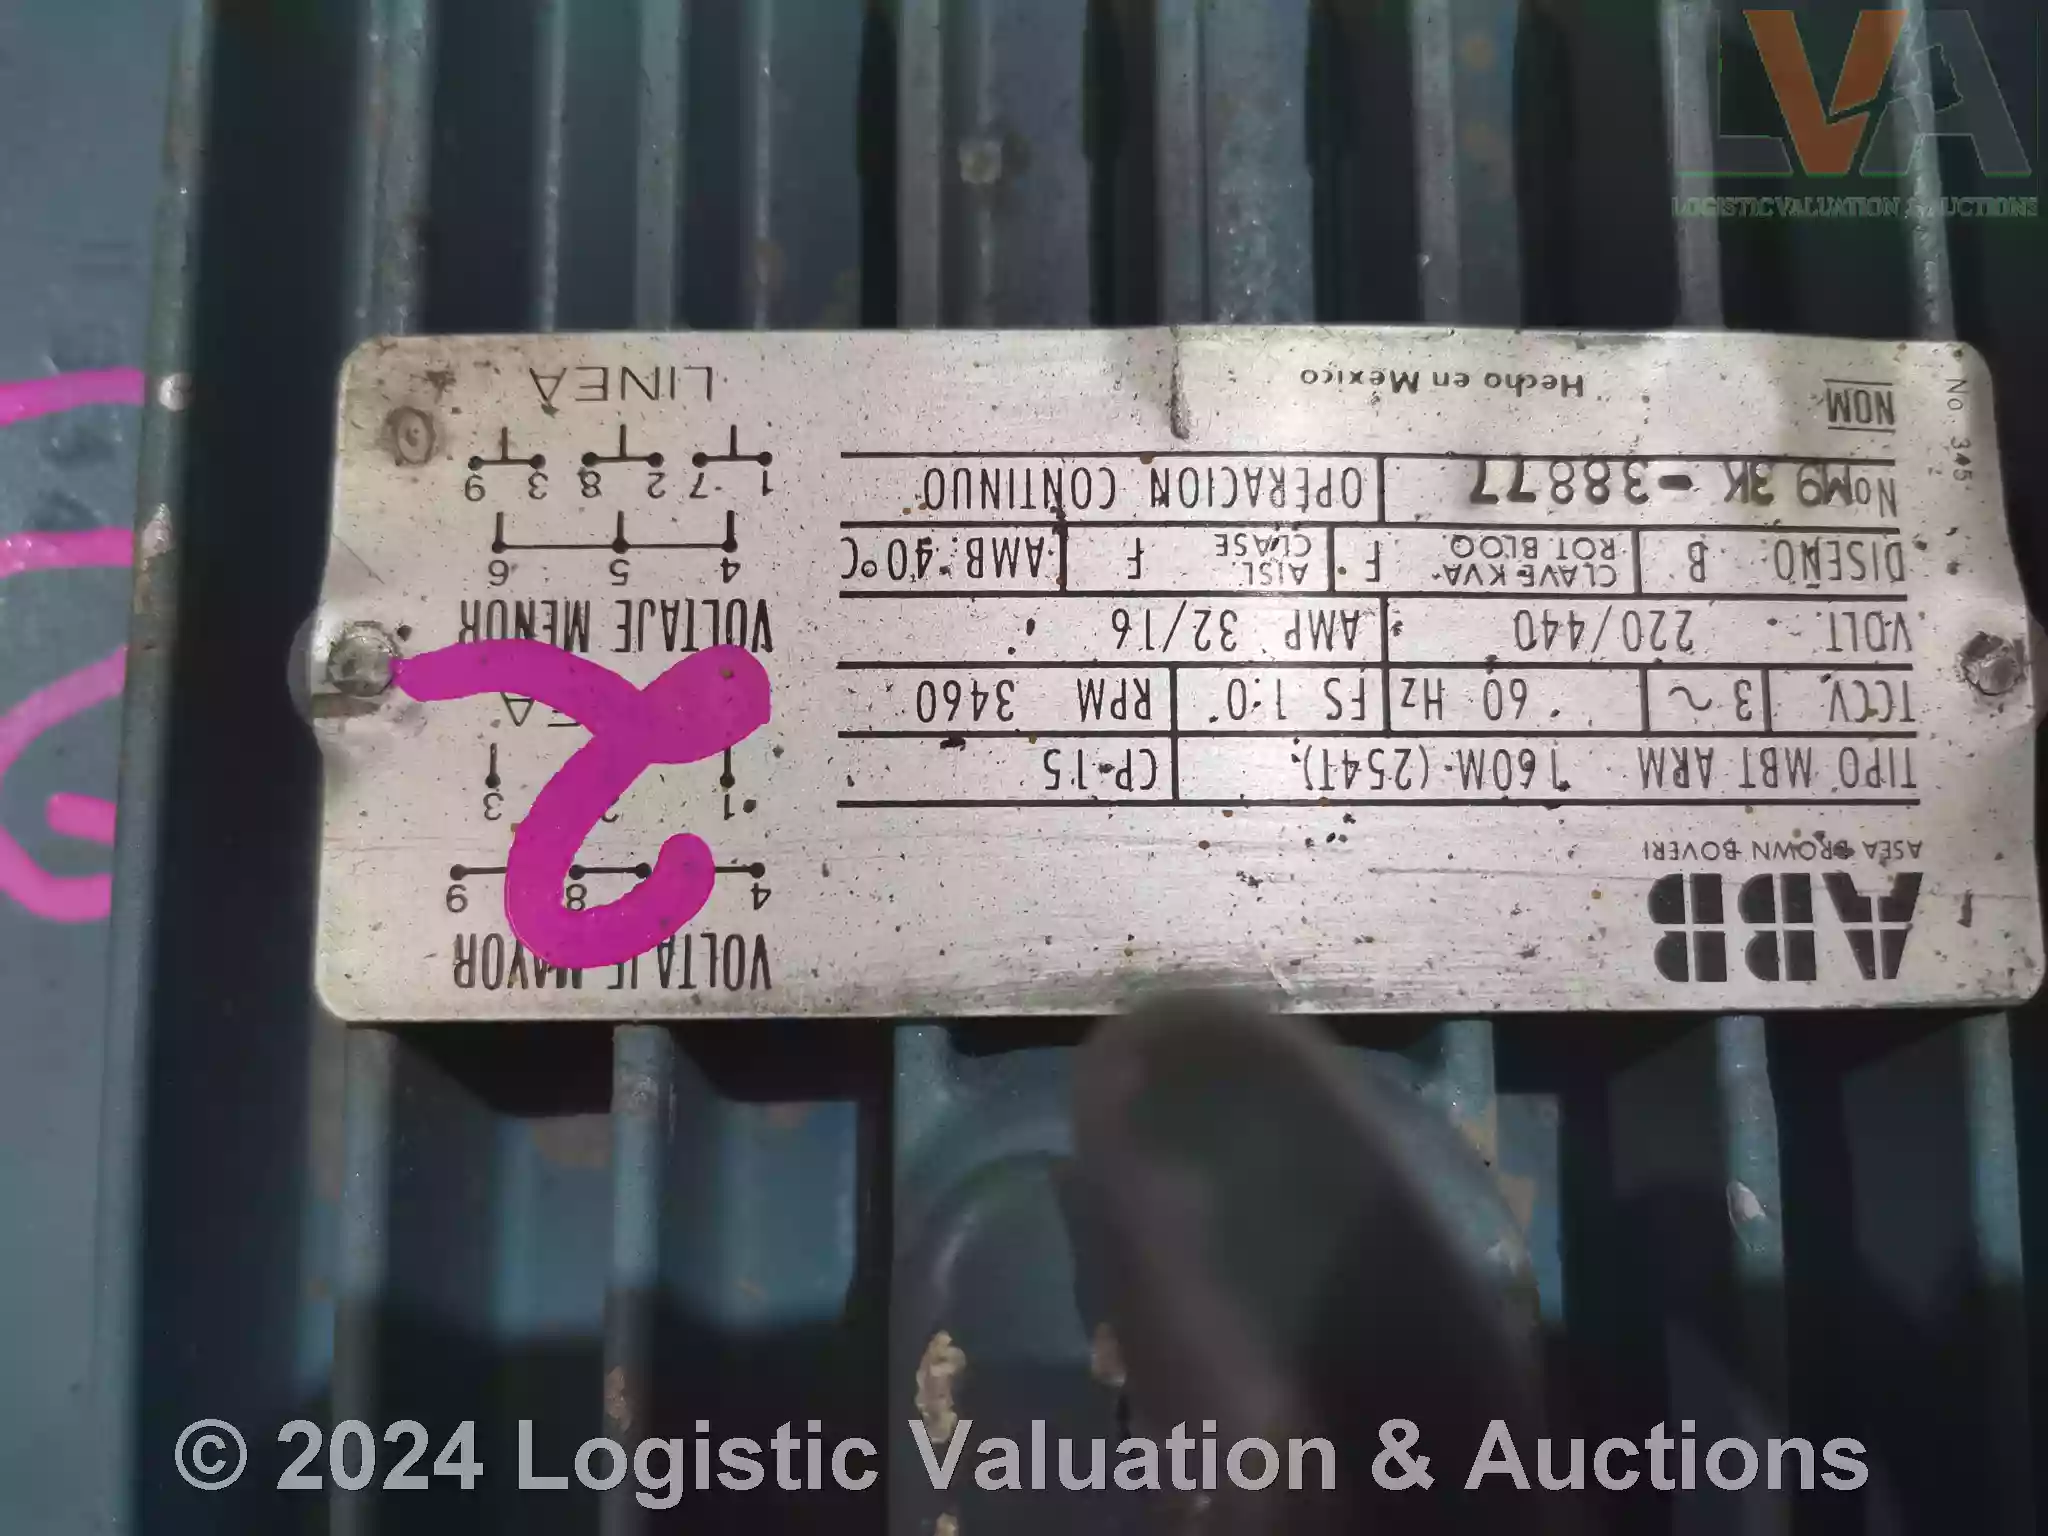 ABB
ASEA BROWN BOVERI
TIPO MBT ARM 160M-(254T) CP-15
TCCV 3~ 60 Hz FS 1.0 RPM 3460
VOLT. 220/440 AMP 32/16
DISEÑO B CLAVE KVA ROT. BLOQ. F AISL CLASE F AMB. 40°C
No M93K-38877 OPERACION CONTINUO
NOM
Hecho en Mexico
No. 345
VOLTAJE MAYOR
4 8 9
1 3
VOLTAJE MENOR
4 5 6
1 7 2 8 3 9
LINEA
2
LVA
LOGISTIC VALUATION & AUCTIONS
© 2024 Logistic Valuation & Auctions